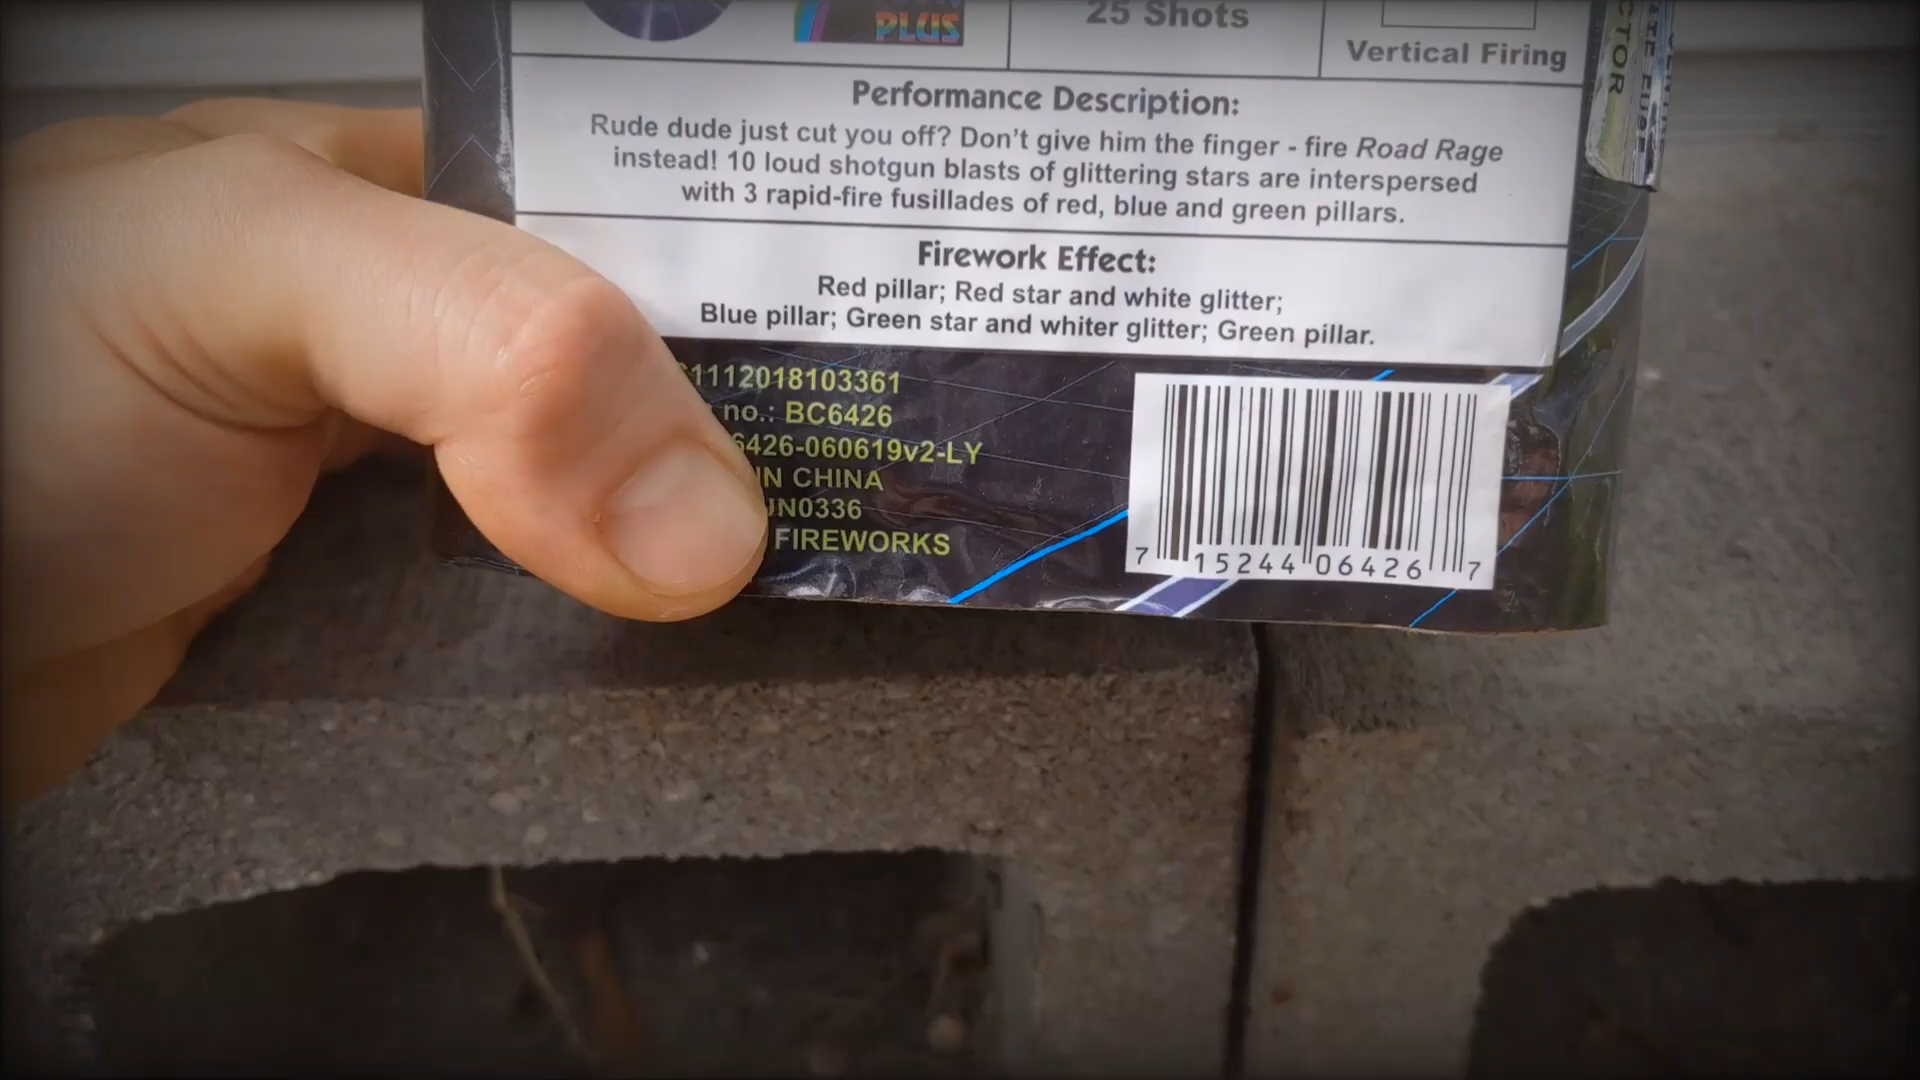 PLUS
25 Shots
Vertical Firing
Performance Description:
Rude dude just cut you off? Don't give him the finger - fire Road Rage
instead! 10 loud shotgun blasts of glittering stars are interspersed
with 3 rapid-fire fusillades of red, blue and green pillars.
Firework Effect:
Red pillar; Red star and white glitter;
Blue pillar; Green star and whiter glitter; Green pillar.
1112018103361
no.: BC6426
6426-060619v2-LY
IN CHINA
UN0336
FIREWORKS
7 15244 06426 7